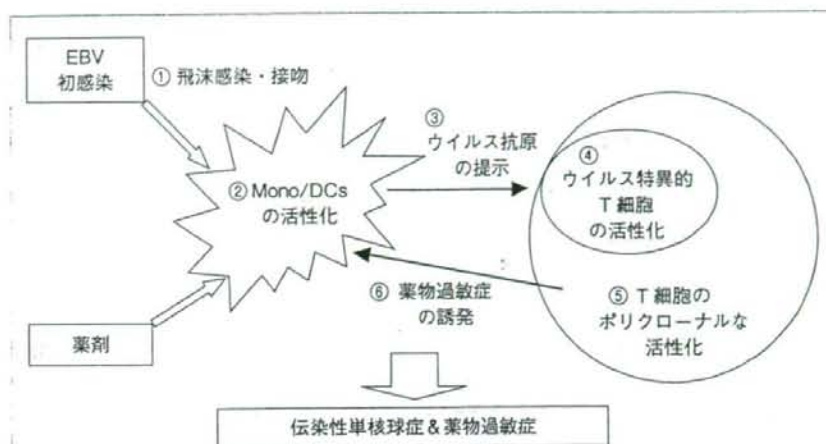 EBV
初感染
① 飛沫感染・接吻
② Mono/DCs
の活性化
③
ウイルス抗原
の提示
④
ウイルス特異的
T 細胞
の活性化
⑤ T 細胞の
ポリクローナルな
活性化
⑥ 薬物過敏症
の誘発
薬剤
伝染性単核球症＆薬物過敏症